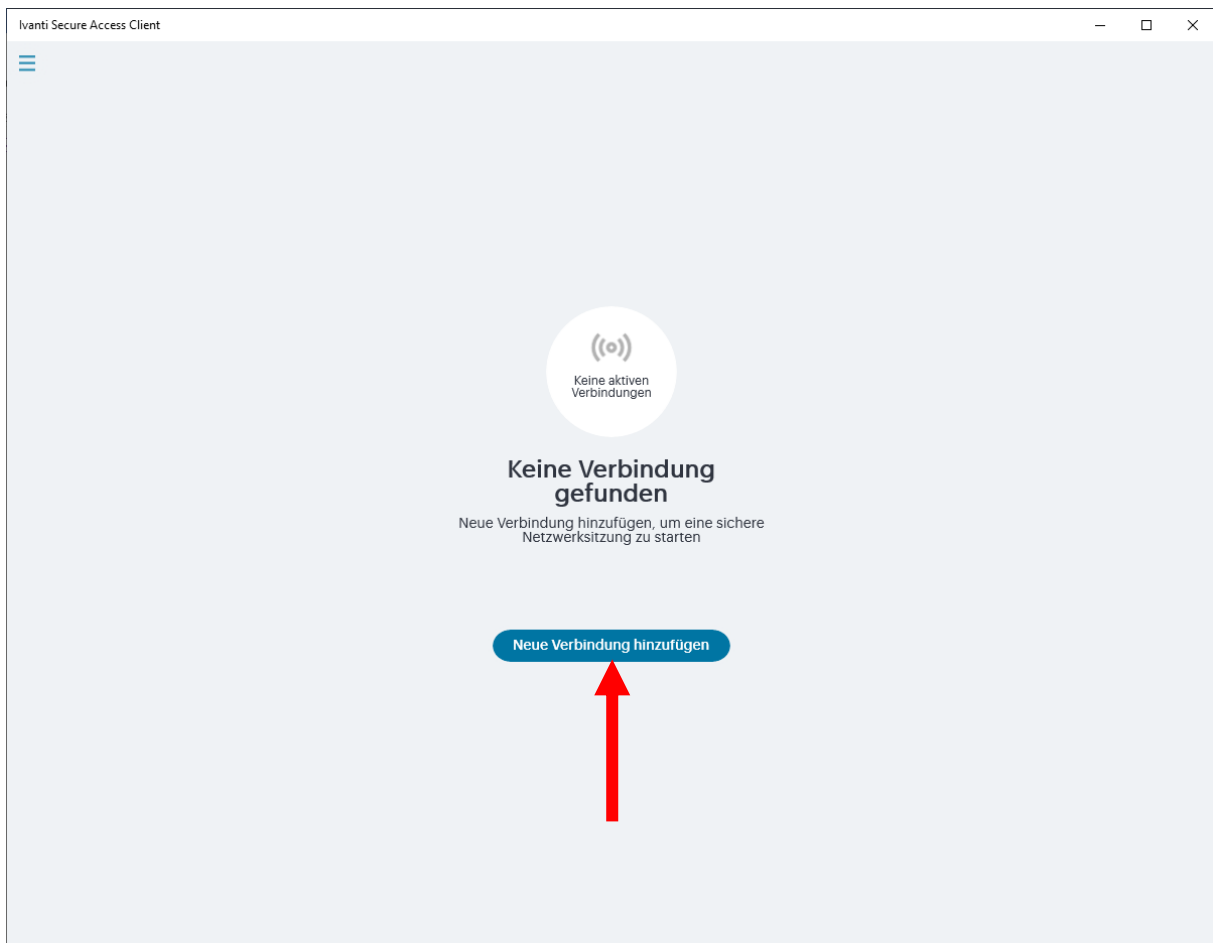 Ivanti Secure Access Client
Keine aktiven
Verbindungen
Keine Verbindung
gefunden
Neue Verbindung hinzufügen, um eine sichere
Netzwerksitzung zu starten
Neue Verbindung hinzufügen